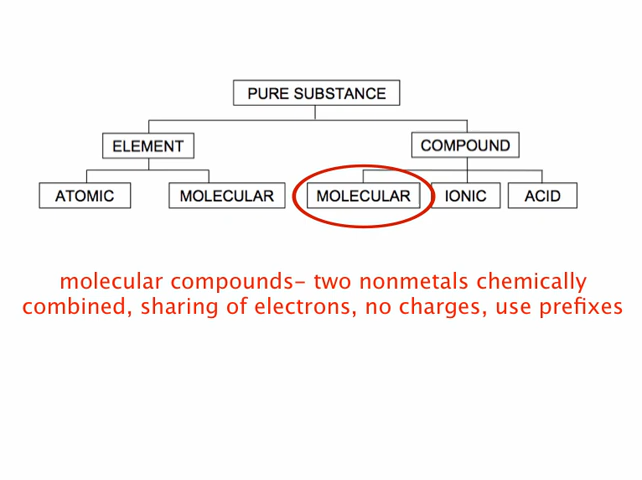 PURE SUBSTANCE
ELEMENT
COMPOUND
ATOMIC
MOLECULAR
MOLECULAR
IONIC
ACID
molecular compounds- two nonmetals chemically
combined, sharing of electrons, no charges, use prefixes